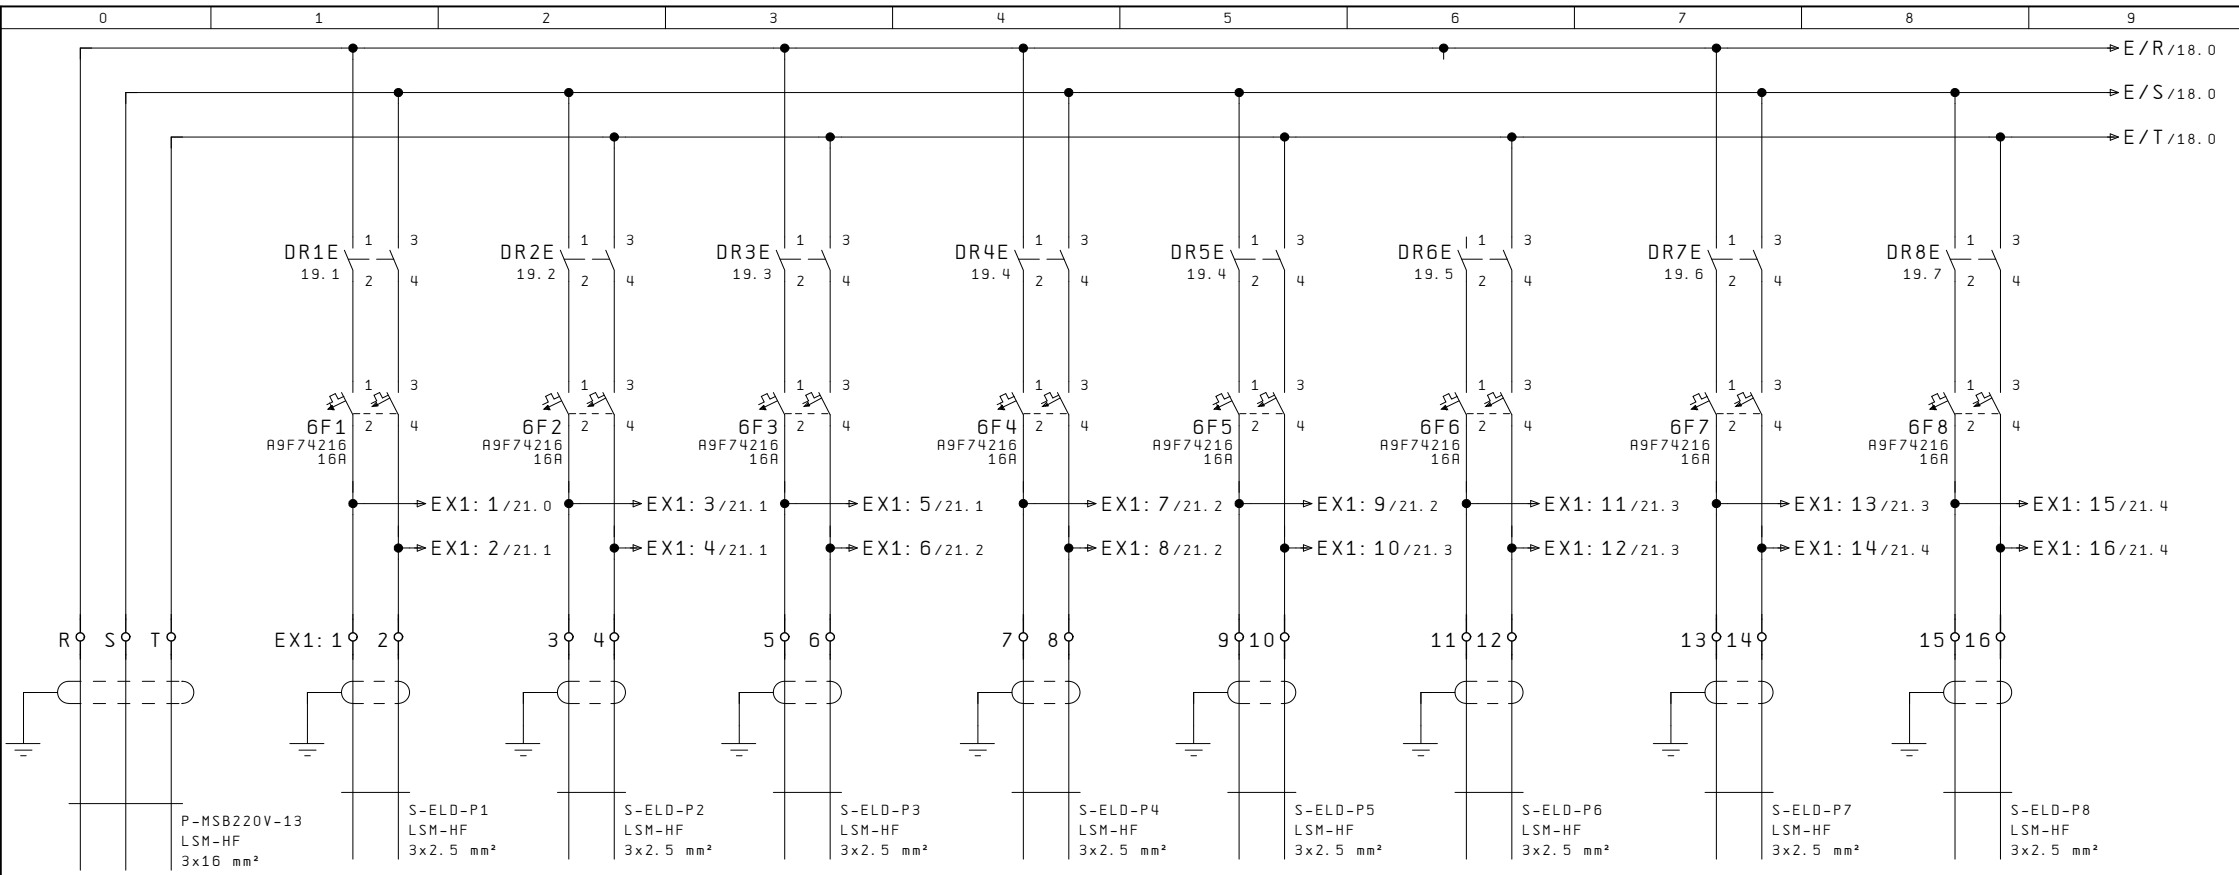 0 1 2 3 4 5 6 7 8 9
E/R/18.0
E/S/18.0
E/T/18.0
1 3 1 3 1 3 1 3 1 3 1 3 1 3 1 3
DR1E DR2E DR3E DR4E DR5E DR6E DR7E DR8E
19.1 19.2 19.3 19.4 19.4 19.5 19.6 19.7
2 4 2 4 2 4 2 4 2 4 2 4 2 4 2 4
1 3 1 3 1 3 1 3 1 3 1 3 1 3 1 3
6F1 2 4 6F2 2 4 6F3 2 4 6F4 2 4 6F5 2 4 6F6 2 4 6F7 2 4 6F8 2 4
A9F74216 A9F74216 A9F74216 A9F74216 A9F74216 A9F74216 A9F74216 A9F74216
16A 16A 16A 16A 16A 16A 16A 16A
EX1:1/21.0 EX1:3/21.1 EX1:5/21.1 EX1:7/21.2 EX1:9/21.2 EX1:11/21.3 EX1:13/21.3 EX1:15/21.4
EX1:2/21.1 EX1:4/21.1 EX1:6/21.2 EX1:8/21.2 EX1:10/21.3 EX1:12/21.3 EX1:14/21.4 EX1:16/21.4
R S T EX1:1 2 3 4 5 6 7 8 9 10 11 12 13 14 15 16
P-MSB220V-13
LSM-HF
3x16 mm²
S-ELD-P1
LSM-HF
3x2.5 mm²
S-ELD-P2
LSM-HF
3x2.5 mm²
S-ELD-P3
LSM-HF
3x2.5 mm²
S-ELD-P4
LSM-HF
3x2.5 mm²
S-ELD-P5
LSM-HF
3x2.5 mm²
S-ELD-P6
LSM-HF
3x2.5 mm²
S-ELD-P7
LSM-HF
3x2.5 mm²
S-ELD-P8
LSM-HF
3x2.5 mm²